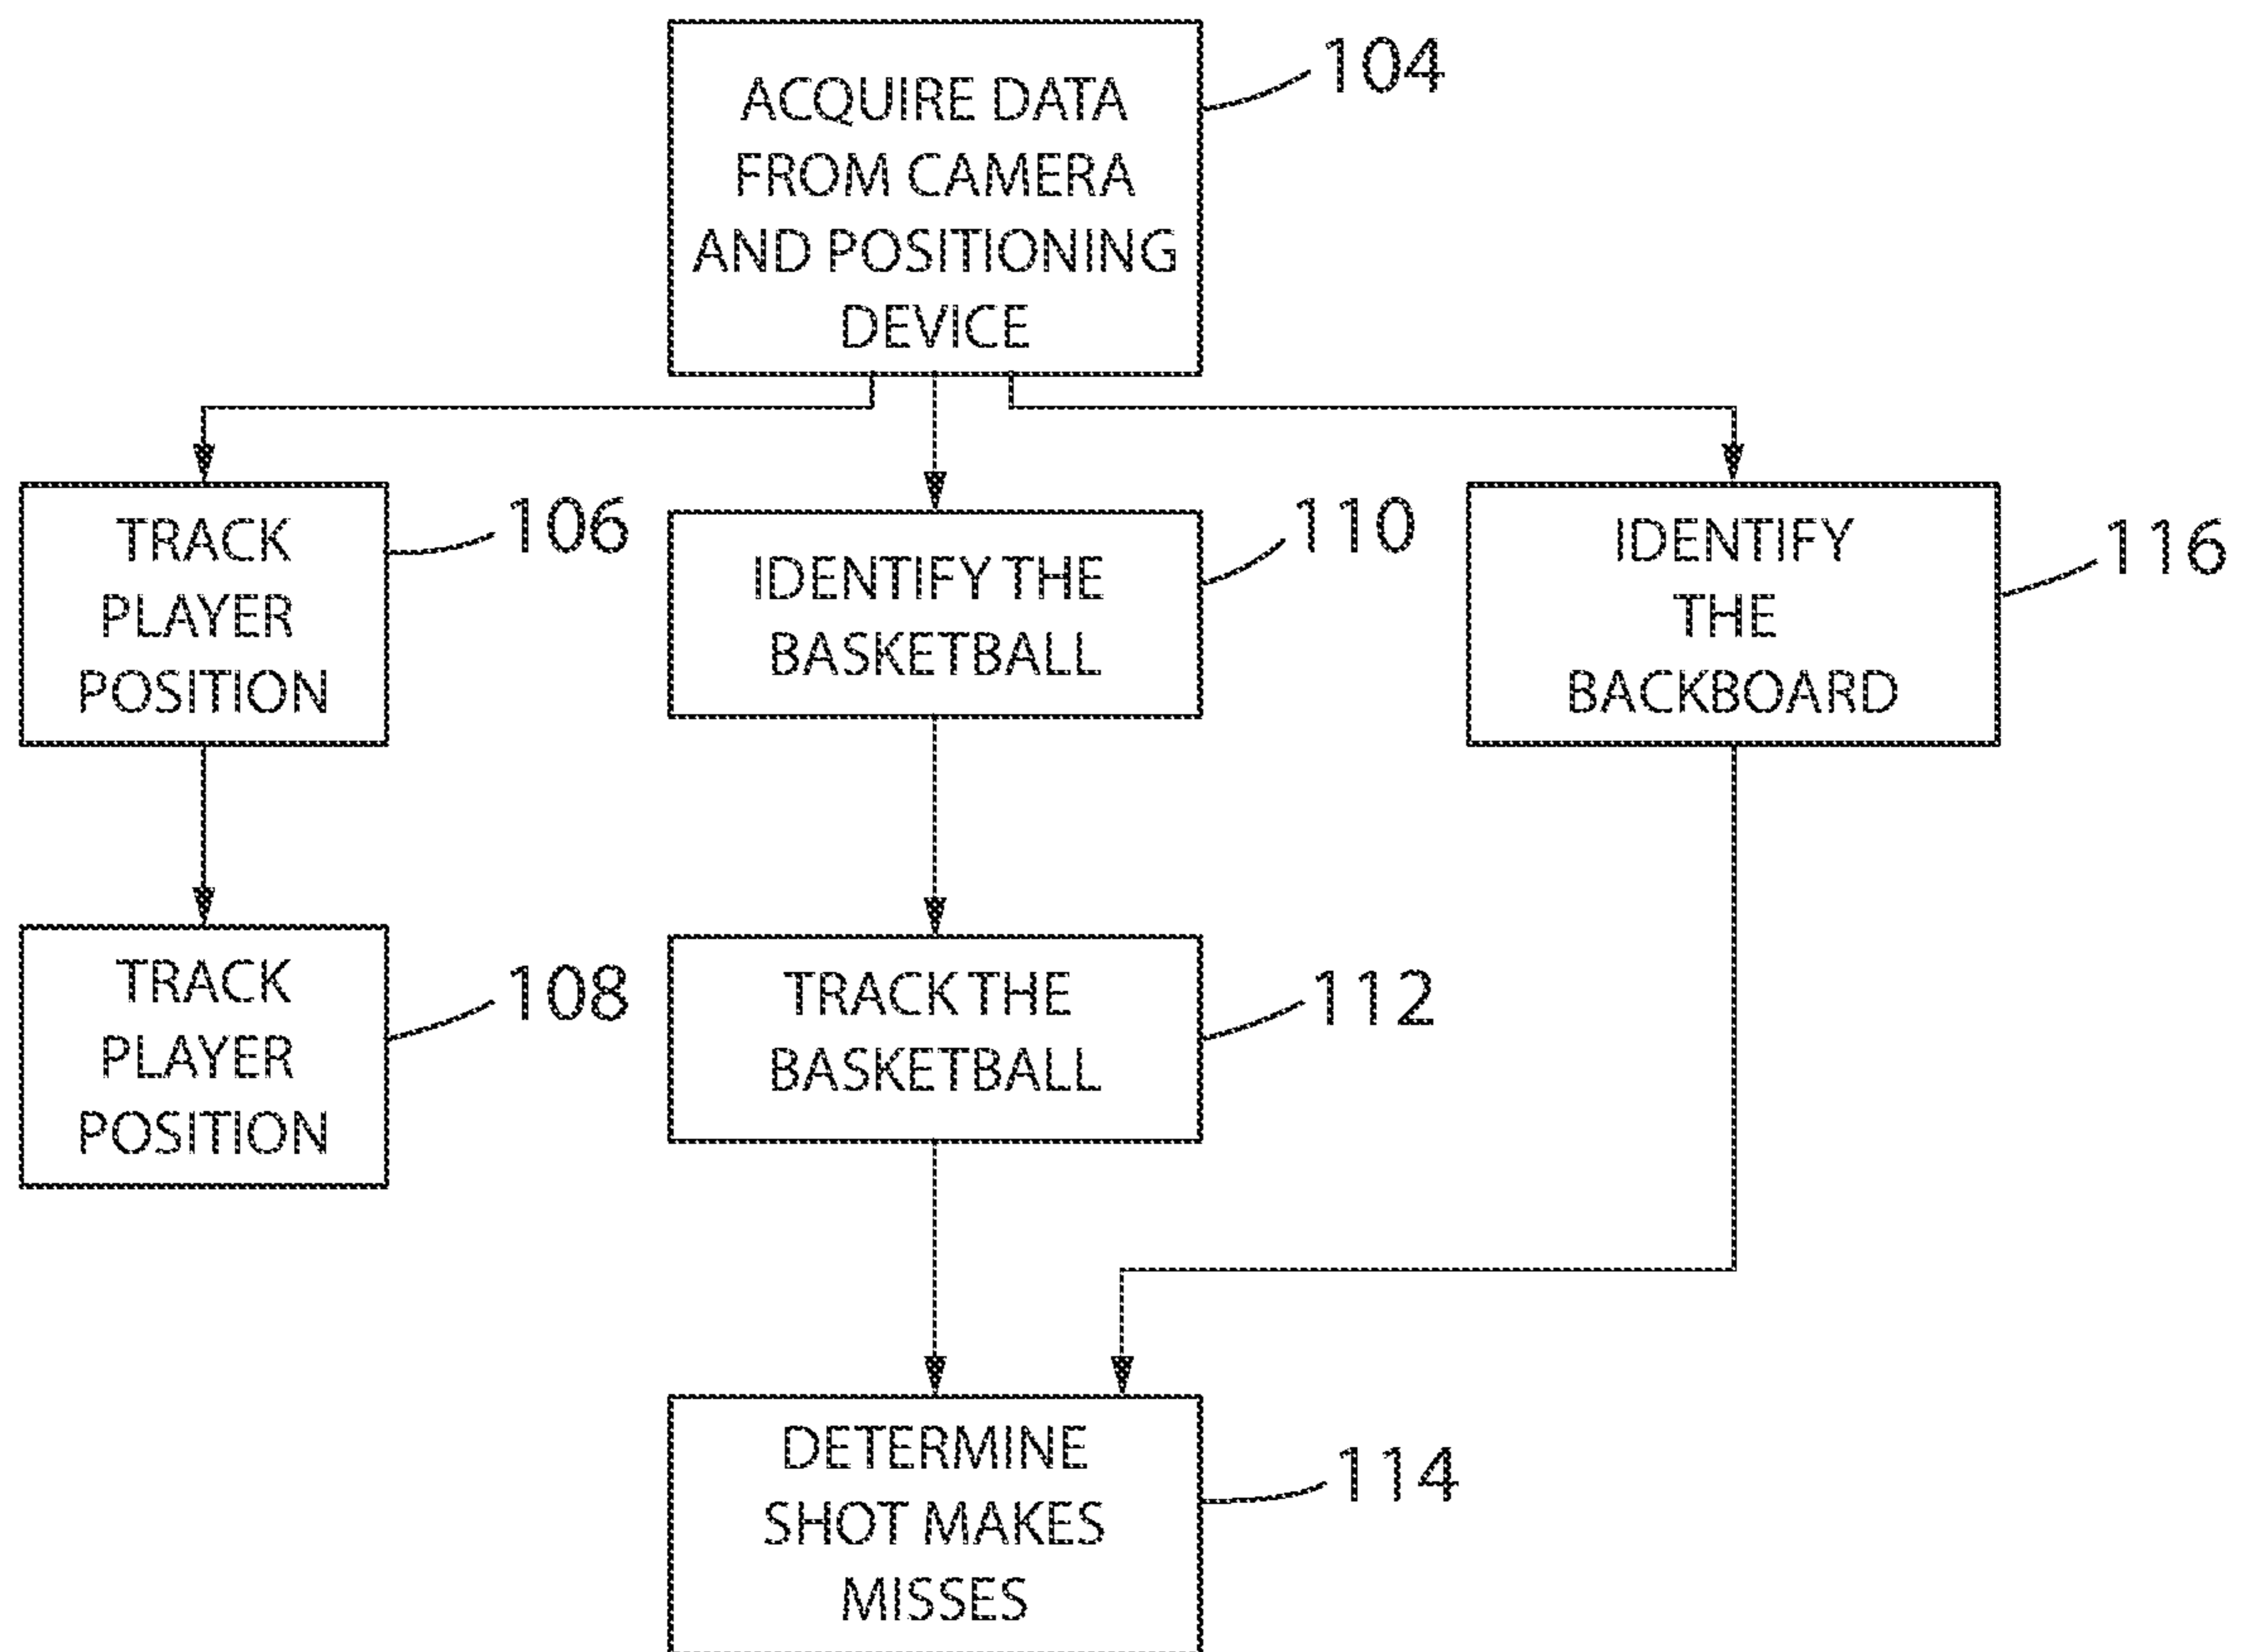 ACQUIRE DATA
FROM CAMERA
AND POSITIONING
DEVICE
104
TRACK
PLAYER
POSITION
106
IDENTIFY THE
BASKETBALL
110
IDENTIFY
THE
BACKBOARD
116
TRACK
PLAYER
POSITION
108
TRACK THE
BASKETBALL
112
DETERMINE
SHOT MAKES
MISSES
114